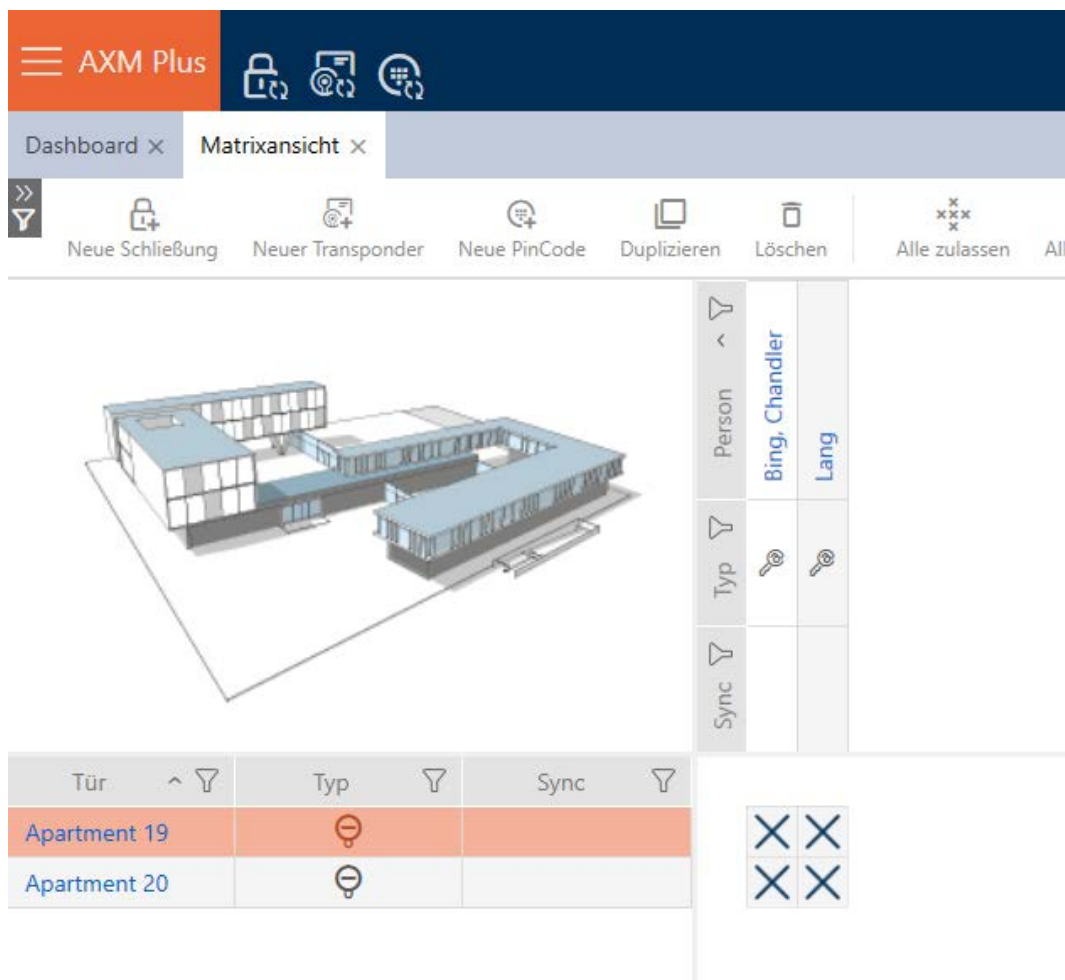 AXM Plus
Dashboard
Matrixansicht
Neue Schließung
Neuer Transponder
Neue PinCode
Duplizieren
Löschen
Alle zulassen
All
Person
Bing, Chandler
Lang
Typ
Sync
Tür
Typ
Sync
Apartment 19
Apartment 20